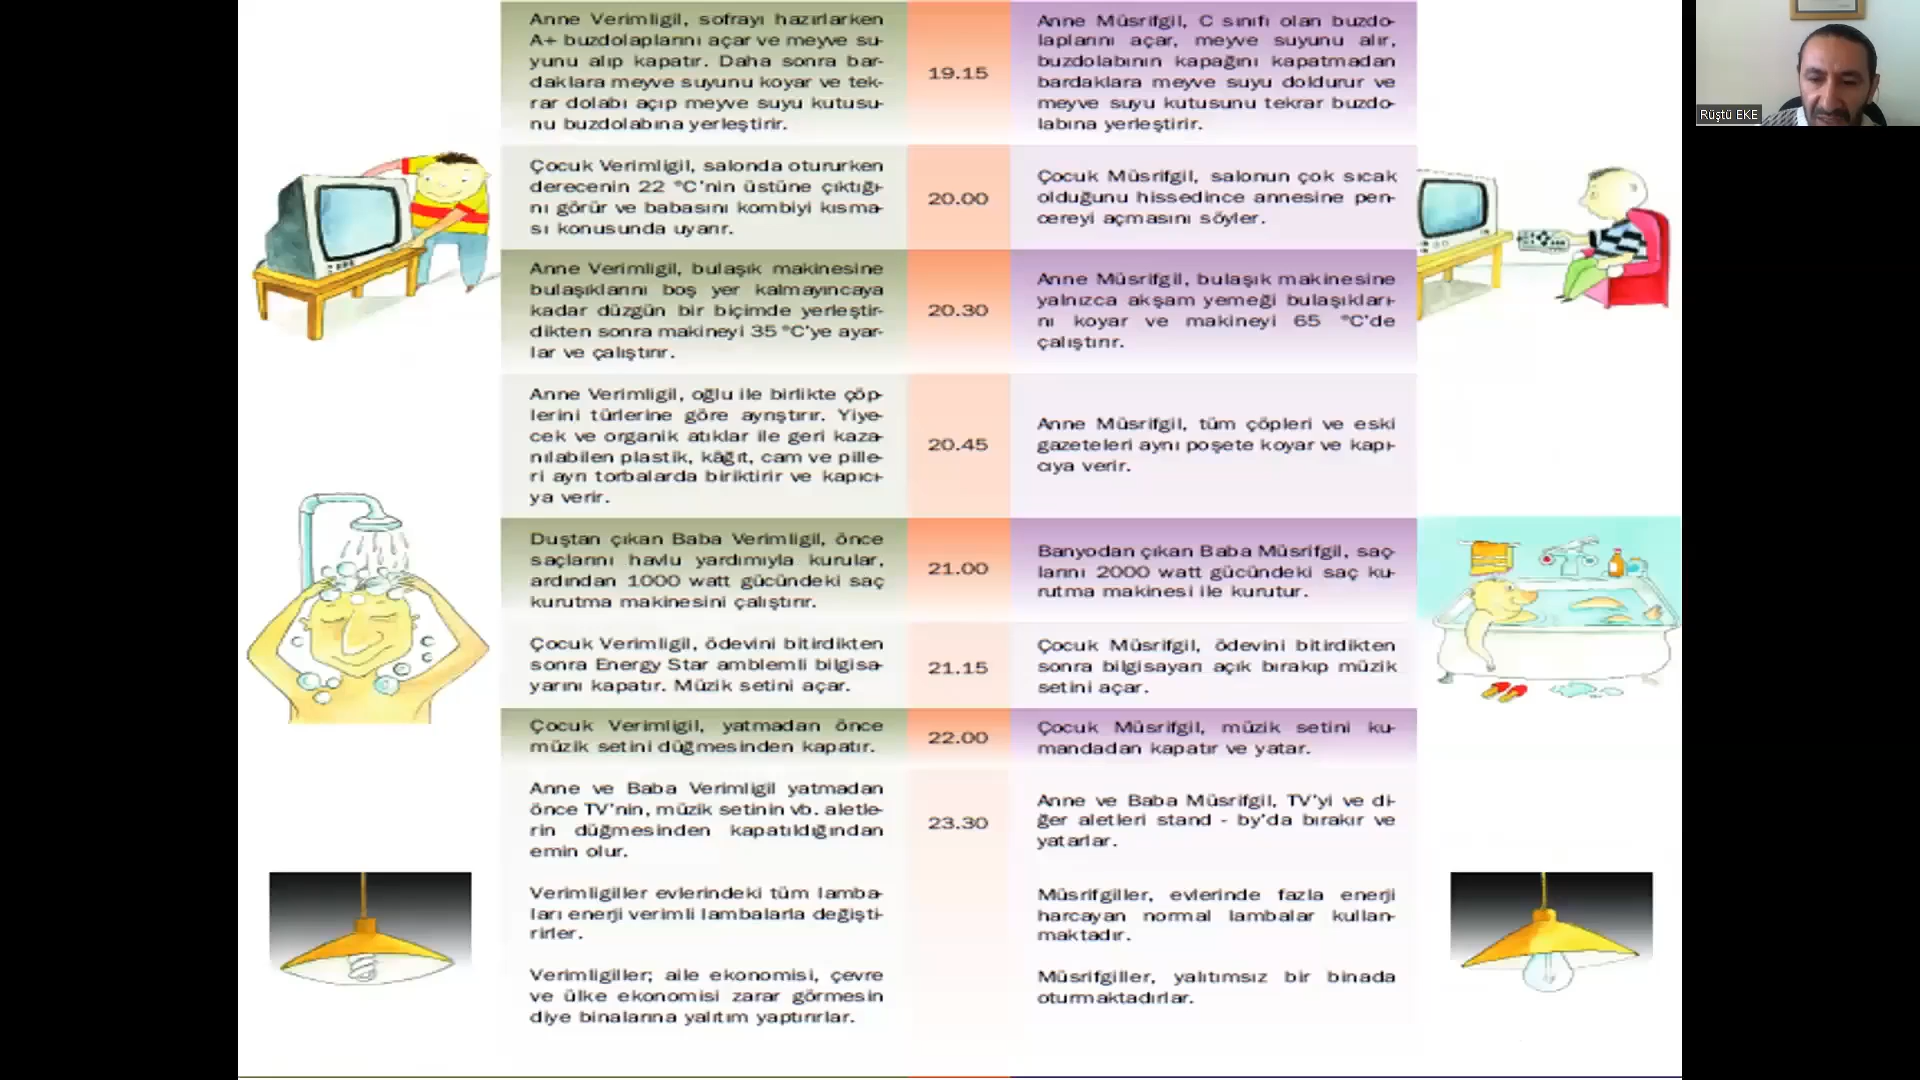 Anne Verimligil, sofrayı hazırlarken
A+ buzdolaplarını açar ve meyve su-
yunu alıp kapatır. Daha sonra bar-
daklara meyve suyunu koyar ve tek-
rar dolabı açıp meyve suyu kutusu-
nu buzdolabına yerleştirir.
19.15
Anne Müsrifgil, C sınıfı olan buzdo-
laplarını açar, meyve suyunu alır,
buzdolabının kapağını kapatmadan
bardaklara meyve suyu doldurur ve
meyve suyu kutusunu tekrar buzdo-
labına yerleştirir.
Çocuk Verimligil, salonda otururken
derecenin 22 °C'nin üstüne çıktığı-
nı görür ve babasını kombiyi kısma-
sı konusunda uyarır.
20.00
Çocuk Müsrifgil, salonun çok sıcak
olduğunu hissedince annesine pen-
cereyi açmasını söyler.
Anne Verimligil, bulaşık makinesine
bulaşıklarını boş yer kalmayıncaya
kadar düzgün bir biçimde yerleştir-
dikten sonra makineyi 35 °C'ye ayar-
lar ve çalıştırır.
20.30
Anne Müsrifgil, bulaşık makinesine
yalnızca akşam yemeği bulaşıkları-
nı koyar ve makineyi 65 °C'de
çalıştırır.
Anne Verimligil, oğlu ile birlikte çöp-
lerini türlerine göre ayrıştırır. Yiye-
cek ve organik atıklar ile geri kaza-
nılabilen plastik, kâğıt, cam ve pille-
ri ayrı torbalarda biriktirir ve kapıcı-
ya verir.
20.45
Anne Müsrifgil, tüm çöpleri ve eski
gazeteleri aynı poşete koyar ve kapı-
cıya verir.
Duştan çıkan Baba Verimligil, önce
saçlarını havlu yardımıyla kurular,
ardından 1000 watt gücündeki saç
kurutma makinesini çalıştırır.
21.00
Banyodan çıkan Baba Müsrifgil, saç-
larını 2000 watt gücündeki saç ku-
rutma makinesi ile kurutur.
Çocuk Verimligil, ödevini bitirdikten
sonra Energy Star amblemli bilgisa-
yarını kapatır. Müzik setini açar.
21.15
Çocuk Müsrifgil, ödevini bitirdikten
sonra bilgisayarı açık bırakıp müzik
setini açar.
Çocuk Verimligil, yatmadan önce
müzik setini düğmesinden kapatır.
22.00
Çocuk Müsrifgil, müzik setini ku-
mandadan kapatır ve yatar.
Anne ve Baba Verimligil yatmadan
önce TV'nin, müzik setinin vb. aletle-
rin düğmesinden kapatıldığından
emin olur.
23.30
Anne ve Baba Müsrifgil, TV'yi ve di-
ğer aletleri stand - by'da bırakır ve
yatarlar.
Verimligiller evlerindeki tüm lamba-
ları enerji verimli lambalarla değişti-
rirler.
Müsrifgiller, evlerinde fazla enerji
harcayan normal lambalar kullan-
maktadır.
Verimligiller; aile ekonomisi, çevre
ve ülke ekonomisi zarar görmesin
diye binalarına yalıtım yaptırırlar.
Müsrifgiller, yalıtımsız bir binada
oturmaktadırlar.
Rüştü EKE